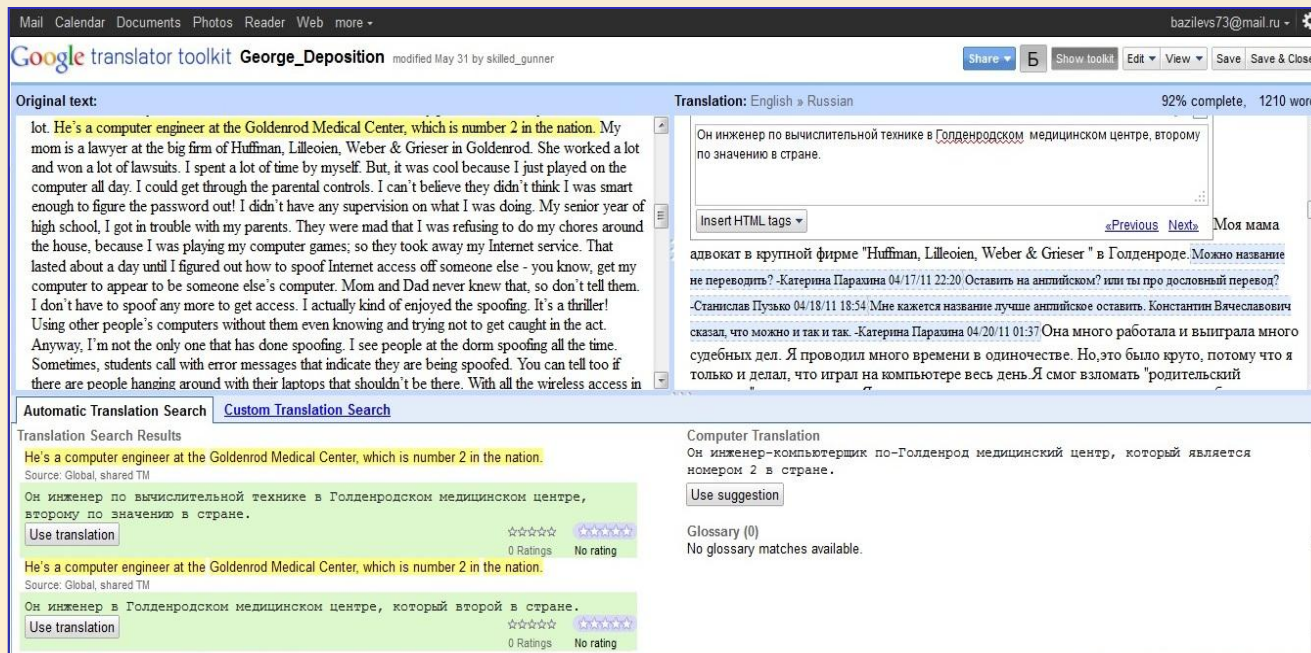 Mail Calendar Documents Photos Reader Web more
bazilevs73@mail.ru
Google translator toolkit George_Deposition modified May 31 by skilled_gunner
Share Б Show toolkit Edit View Save Save & Close
Original text:
lot. He's a computer engineer at the Goldenrod Medical Center, which is number 2 in the nation. My
mom is a lawyer at the big firm of Huffman, Lilleoien, Weber & Grieser in Goldenrod. She worked a lot
and won a lot of lawsuits. I spent a lot of time by myself. But, it was cool because I just played on the
computer all day. I could get through the parental controls. I can't believe they didn't think I was smart
enough to figure the password out! I didn't have any supervision on what I was doing. My senior year of
high school, I got in trouble with my parents. They were mad that I was refusing to do my chores around
the house, because I was playing my computer games; so they took away my Internet service. That
lasted about a day until I figured out how to spoof Internet access off someone else - you know, get my
computer to appear to be someone else's computer. Mom and Dad never knew that, so don't tell them.
I don't have to spoof any more to get access. I actually kind of enjoyed the spoofing. It's a thriller!
Using other people's computers without them even knowing and trying not to get caught in the act.
Anyway, I'm not the only one that has done spoofing. I see people at the dorm spoofing all the time.
Sometimes, students call with error messages that indicate they are being spoofed. You can tell too if
there are people hanging around with their laptops that shouldn't be there. With all the wireless access in
Translation: English » Russian
92% complete, 1210 wor
Он инженер по вычислительной технике в Голденродском медицинском центре, второму
по значению в стране.
Insert HTML tags
«Previous Next» Моя мама
адвокат в крупной фирме "Huffman, Lilleoien, Weber & Grieser " в Голденроде. Можно название
не переводить? -Катерина Парахина 04/17/11 22:20 Оставить на английском? или ты про дословный перевод?
-Станислав Пузько 04/18/11 18:54 Мне кажется название лучше английское оставить. Константин Вячеславович
сказал, что можно и так и так. -Катерина Парахина 04/20/11 01:37 Она много работала и выиграла много
судебных дел. Я проводил много времени в одиночестве. Но,это было круто, потому что я
только и делал, что играл на компьютере весь день.Я смог взломать "родительский
Automatic Translation Search Custom Translation Search
Translation Search Results
He's a computer engineer at the Goldenrod Medical Center, which is number 2 in the nation.
Source: Global, shared TM
Он инженер по вычислительной технике в Голденродском медицинском центре,
второму по значению в стране.
Use translation
0 Ratings No rating
He's a computer engineer at the Goldenrod Medical Center, which is number 2 in the nation.
Source: Global, shared TM
Он инженер в Голденродском медицинском центре, который второй в стране.
Use translation
0 Ratings No rating
Computer Translation
Он инженер-компьютерщик по-Голденрод медицинский центр, который является
номером 2 в стране.
Use suggestion
Glossary (0)
No glossary matches available.